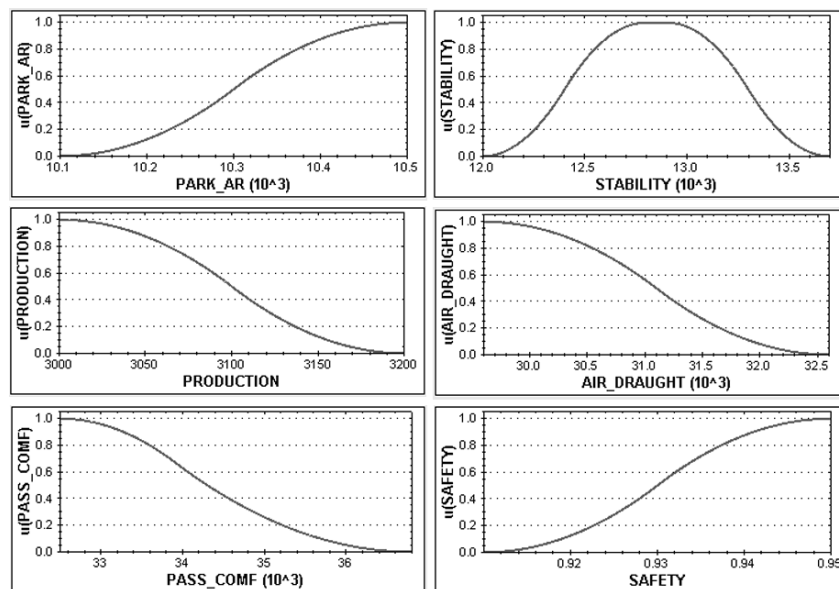 u(PARK_AR)
1.0
0.8
0.6
0.4
0.2
0.0
10.1 10.2 10.3 10.4 10.5
PARK_AR (10^3)
u(STABILITY)
1.0
0.8
0.6
0.4
0.2
0.0
12.0 12.5 13.0 13.5
STABILITY (10^3)
u(PRODUCTION)
1.0
0.8
0.6
0.4
0.2
0.0
3000 3050 3100 3150 3200
PRODUCTION
u(AIR_DRAUGHT)
1.0
0.8
0.6
0.4
0.2
0.0
30.0 30.5 31.0 31.5 32.0 32.5
AIR_DRAUGHT (10^3)
u(PASS_COMF)
1.0
0.8
0.6
0.4
0.2
0.0
33 34 35 36
PASS_COMF (10^3)
u(SAFETY)
1.0
0.8
0.6
0.4
0.2
0.0
0.92 0.93 0.94 0.95
SAFETY